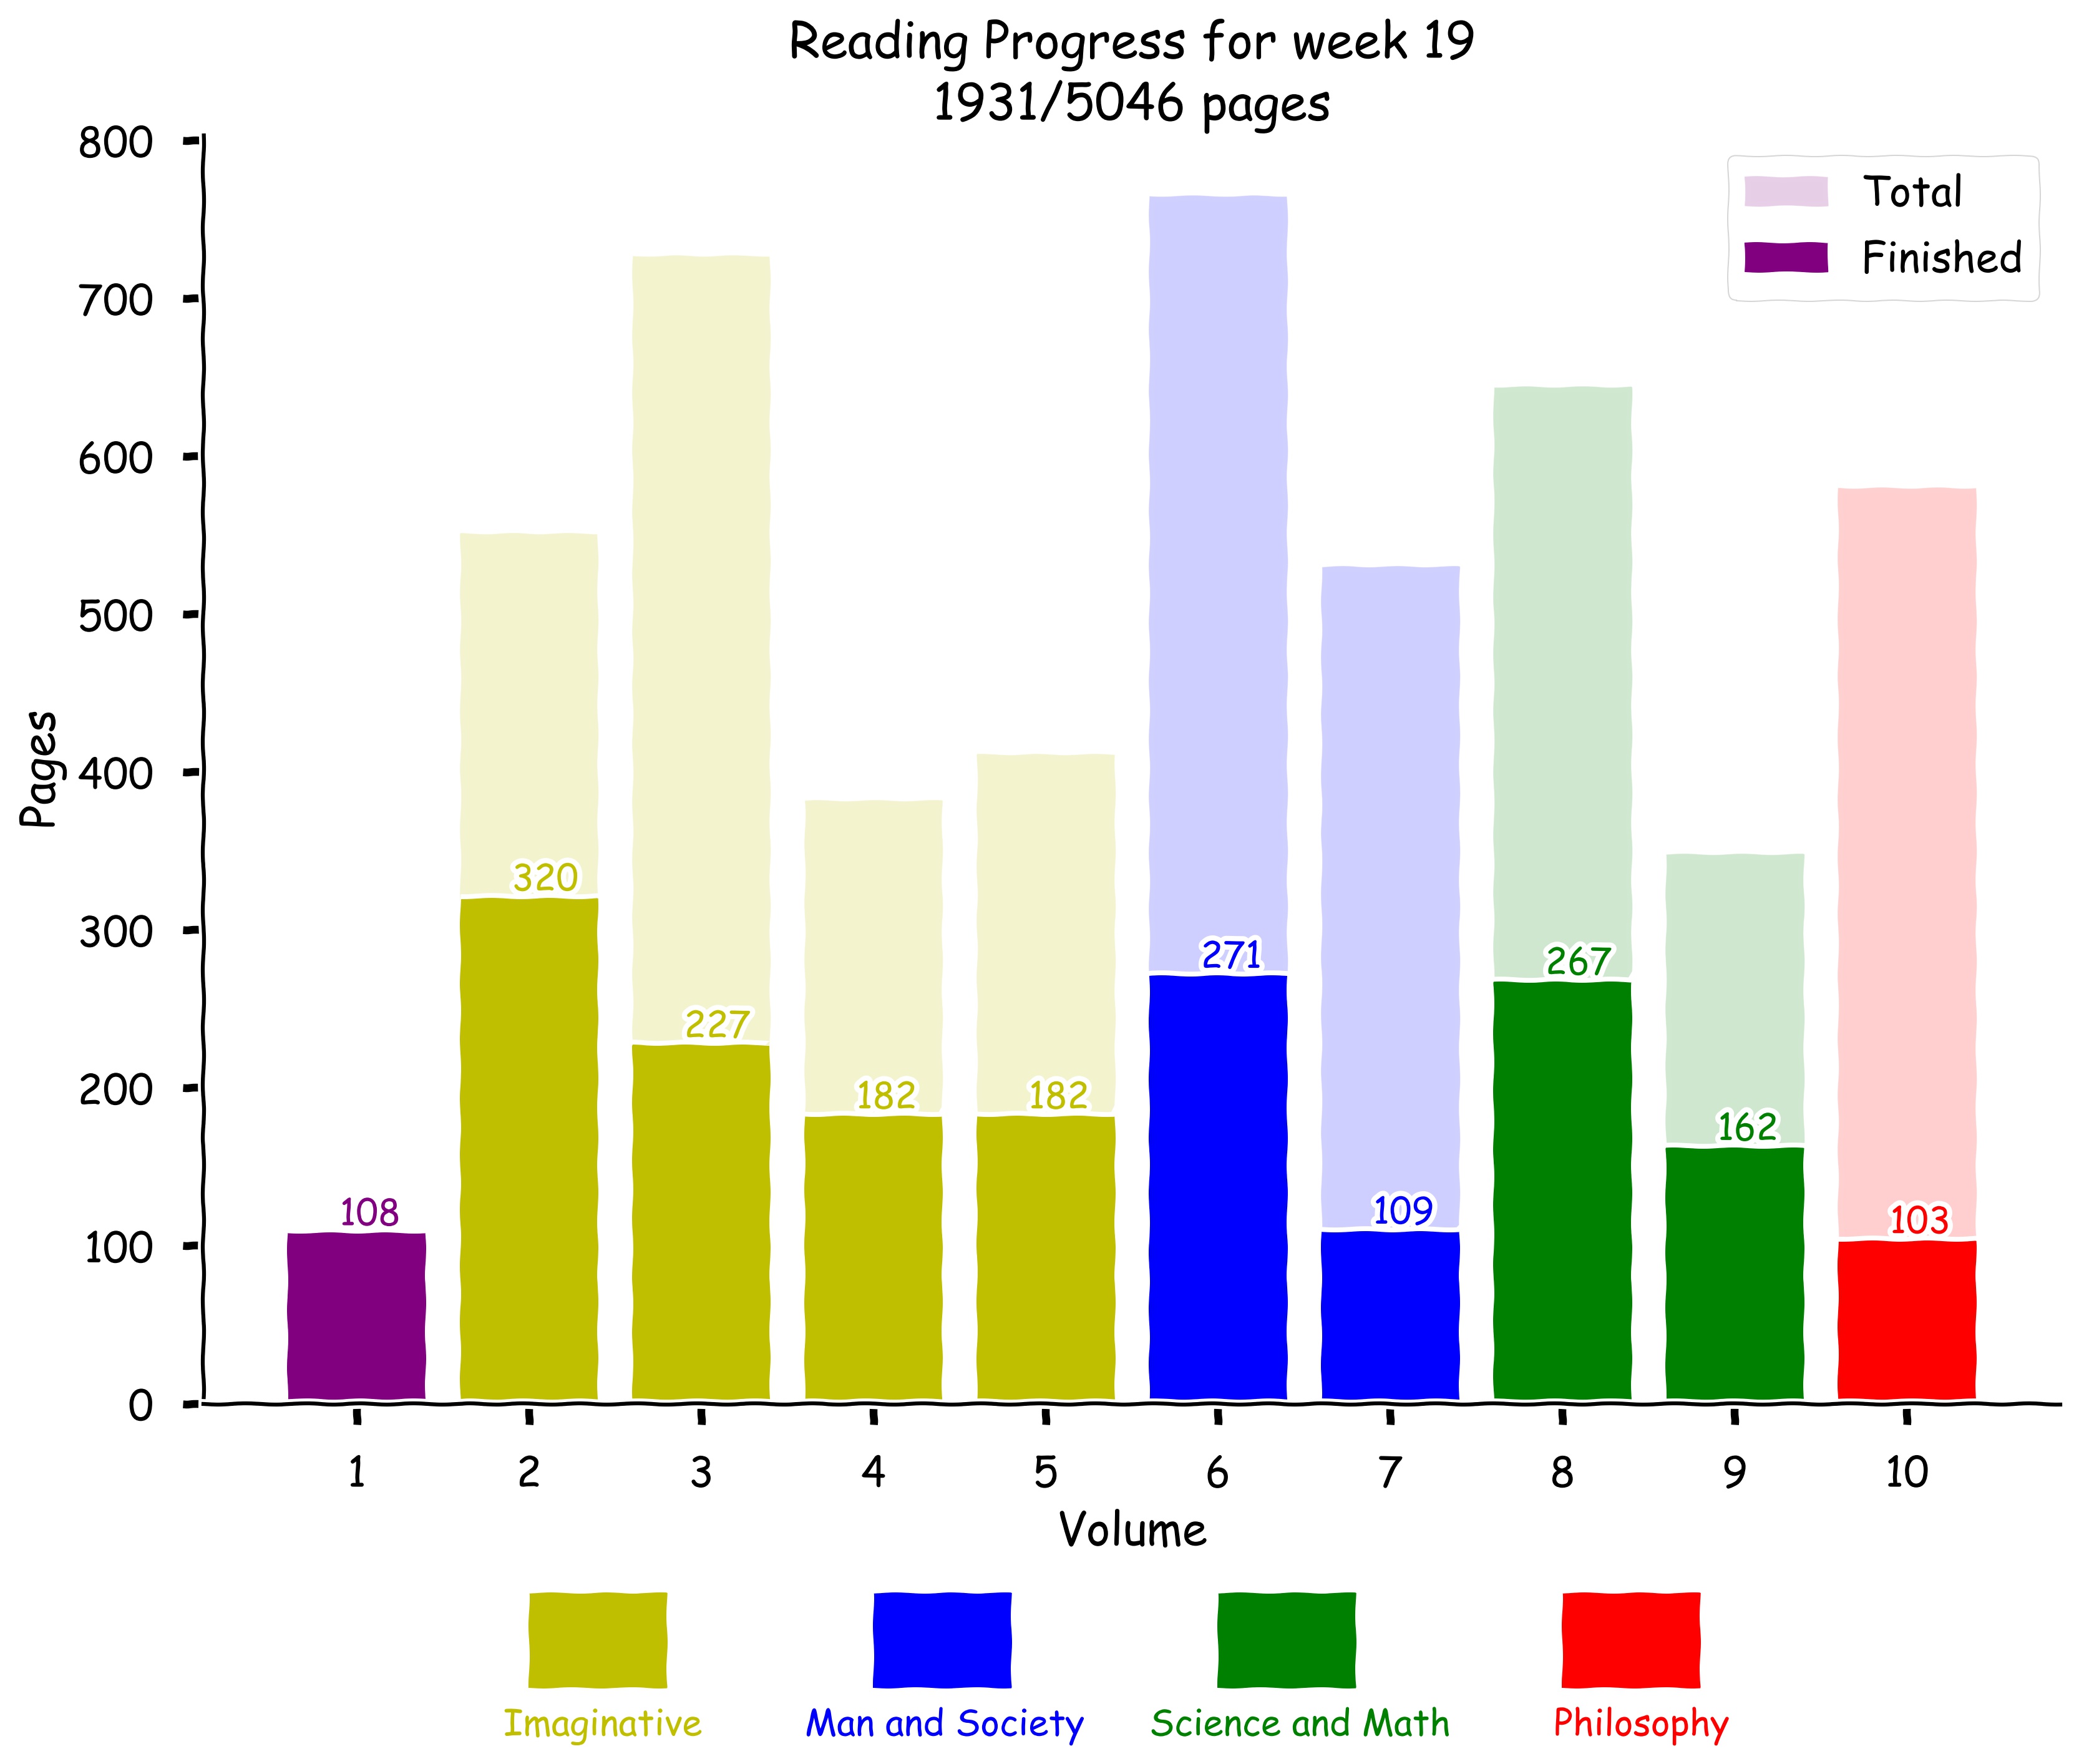 Reading Progress for week 19
1931/5046 pages
800
700
600
500
400
300
200
100
0
Pages
Total
Finished
108
320
227
182
182
271
109
267
162
103
1 2 3 4 5 6 7 8 9 10
Volume
Imaginative Man and Society Science and Math Philosophy